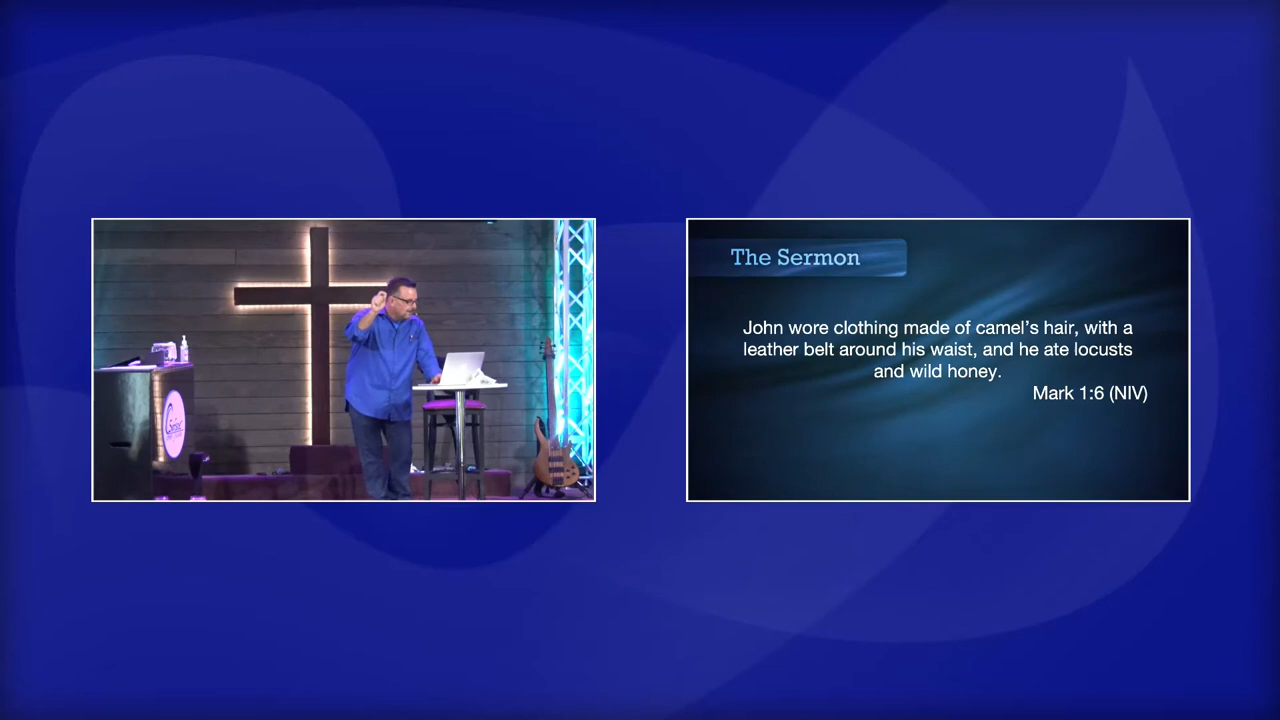 The Sermon
John wore clothing made of camel's hair, with a
leather belt around his waist, and he ate locusts
and wild honey.
Mark 1:6 (NIV)